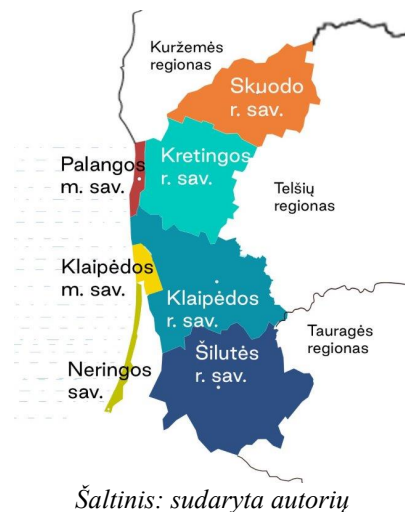 Kuržemės
regionas
Skuodo
r. sav.
Palangos
m. sav.
Kretingos
r. sav.
Telšių
regionas
Klaipėdos
m. sav.
Klaipėdos
r. sav.
Tauragės
regionas
Neringos
sav.
Šilutės
r. sav.
Šaltinis: sudaryta autorių